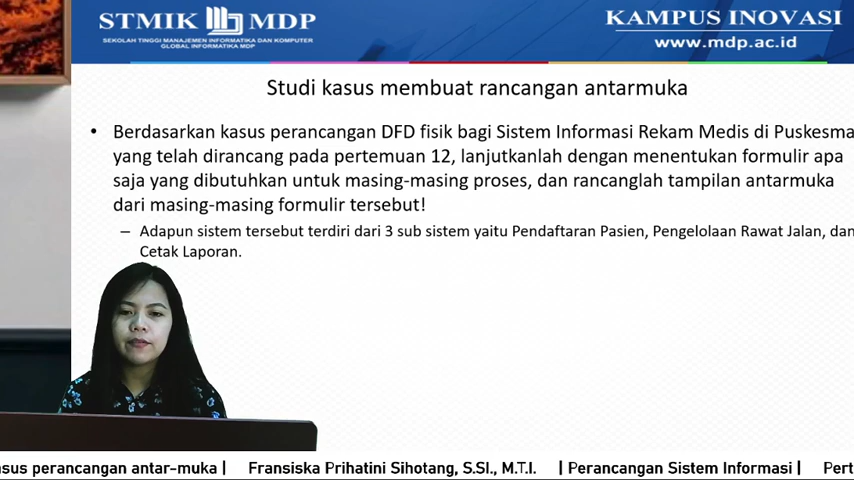 STMIK MDP
SEKOLAH TINGGI MANAJEMEN INFORMATIKA DAN KOMPUTER
GLOBAL INFORMATIKA MDP
KAMPUS INOVASI
www.mdp.ac.id
Studi kasus membuat rancangan antarmuka
• Berdasarkan kasus perancangan DFD fisik bagi Sistem Informasi Rekam Medis di Puskesma
yang telah dirancang pada pertemuan 12, lanjutkanlah dengan menentukan formulir apa
saja yang dibutuhkan untuk masing-masing proses, dan rancanglah tampilan antarmuka
dari masing-masing formulir tersebut!
– Adapun sistem tersebut terdiri dari 3 sub sistem yaitu Pendaftaran Pasien, Pengelolaan Rawat Jalan, dan
Cetak Laporan.
asus perancangan antar-muka | Fransiska Prihatini Sihotang, S.SI., M.T.I. | Perancangan Sistem Informasi | Pert